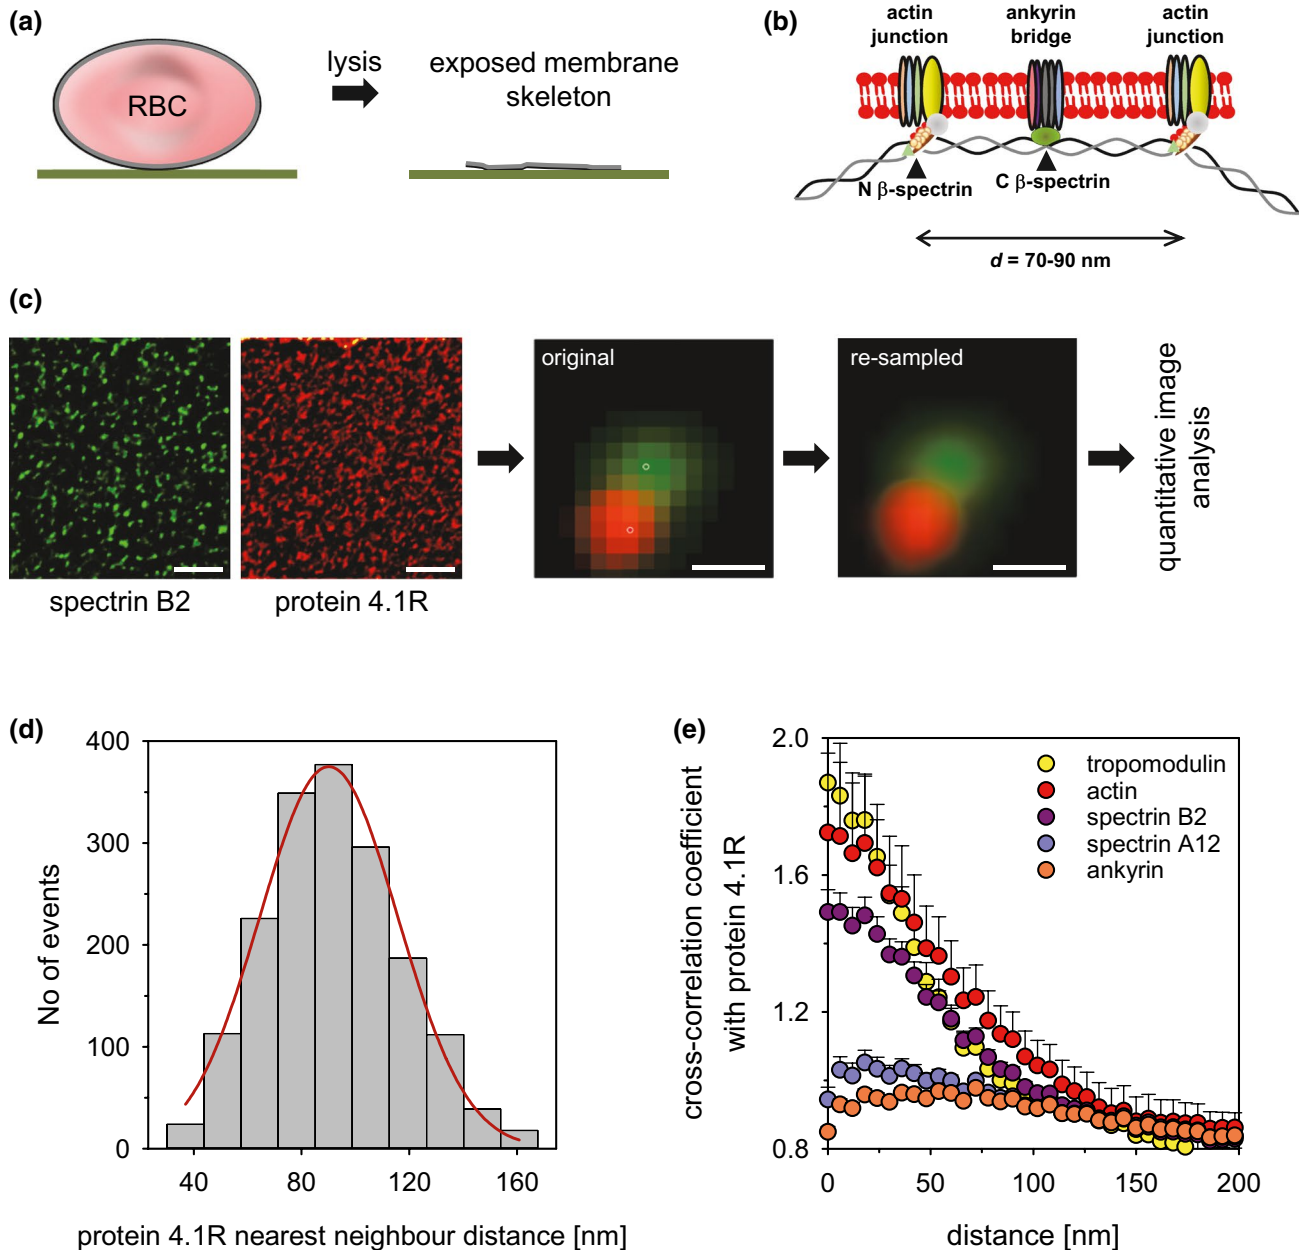 (a)
RBC
lysis
exposed membrane
skeleton
(b)
actin
junction
ankyrin
bridge
actin
junction
N β-spectrin
C β-spectrin
d = 70-90 nm
(c)
spectrin B2
protein 4.1R
original
re-sampled
quantitative image
analysis
(d)
400
300
200
100
0
No of events
40
80
120
160
protein 4.1R nearest neighbour distance [nm]
(e)
2.0
1.6
1.2
0.8
cross-correlation coefficient
with protein 4.1R
tropomodulin
actin
spectrin B2
spectrin A12
ankyrin
0
50
100
150
200
distance [nm]